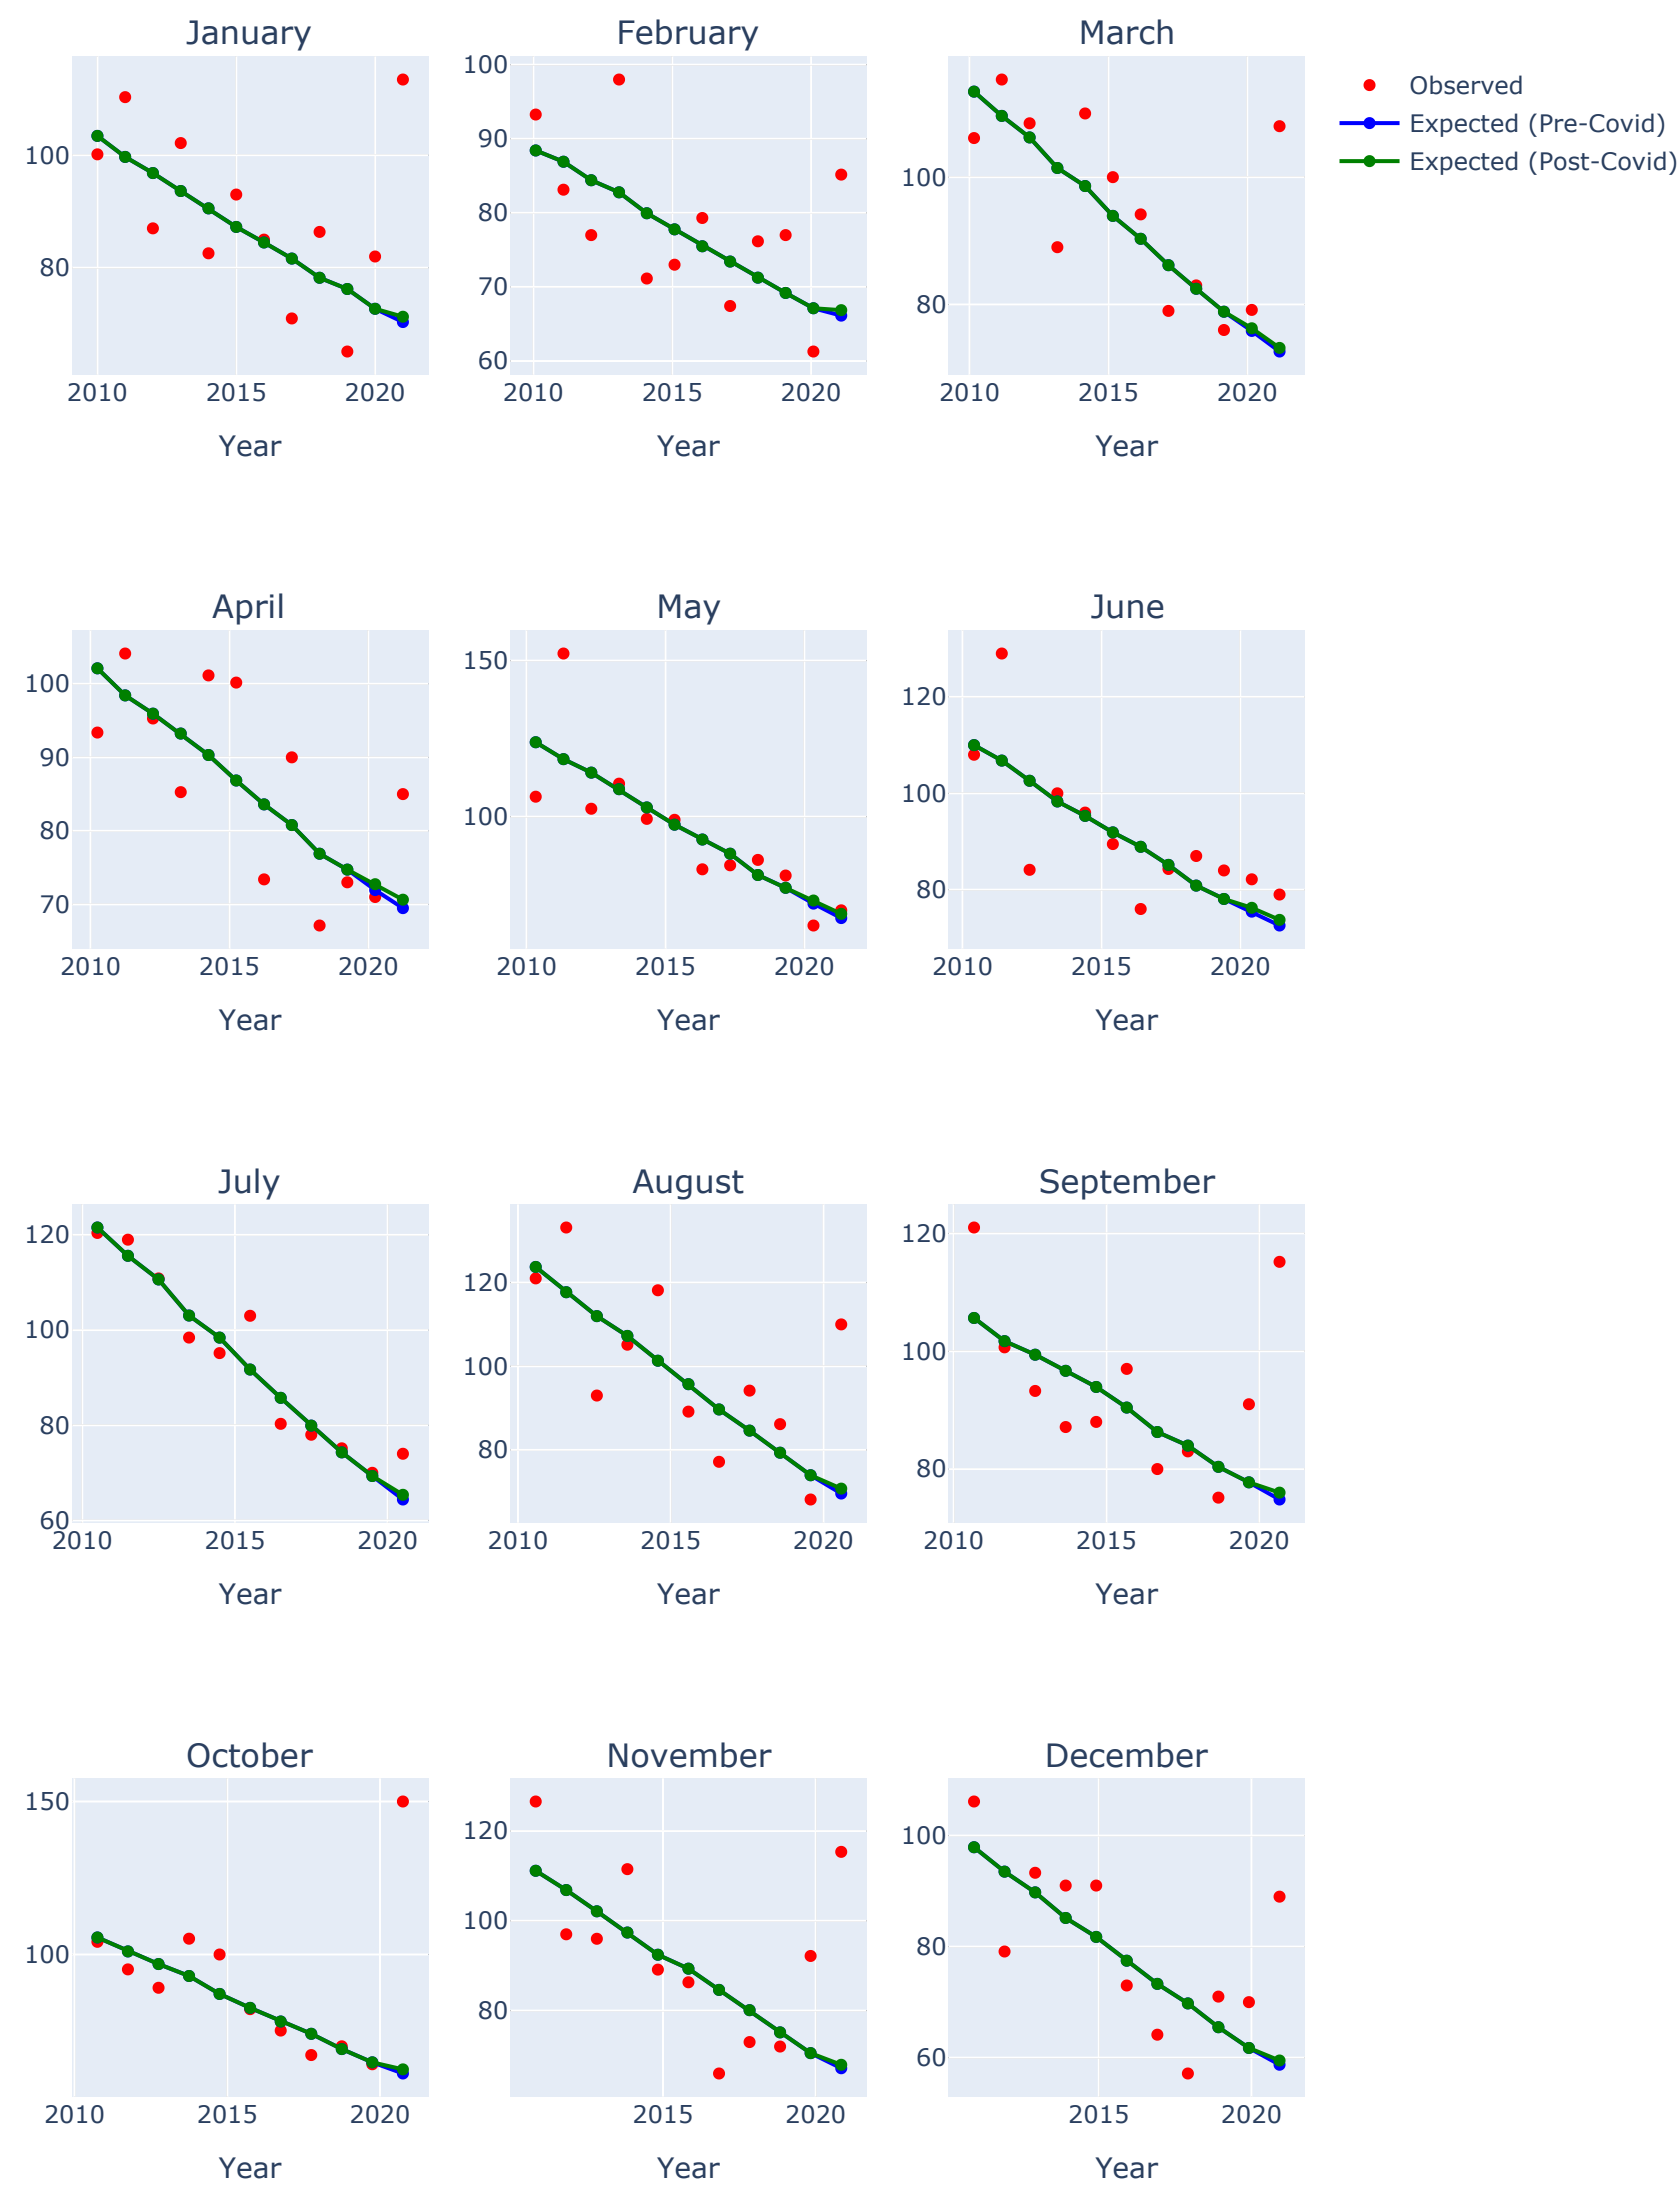 January February March
100
80
2010 2015 2020
Year
100
90
80
70
60
2010 2015 2020
Year
100
80
2010 2015 2020
Year
Observed
Expected (Pre-Covid)
Expected (Post-Covid)
April May June
100
90
80
70
2010 2015 2020
Year
150
100
2010 2015 2020
Year
120
100
80
2010 2015 2020
Year
July August September
120
100
80
60
2010 2015 2020
Year
120
100
80
2010 2015 2020
Year
120
100
80
2010 2015 2020
Year
October November December
150
100
2010 2015 2020
Year
120
100
80
2015 2020
Year
100
80
60
2015 2020
Year